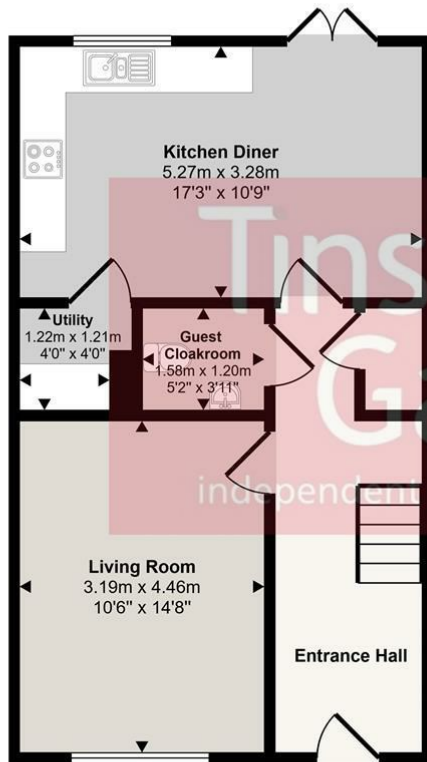 Kitchen Diner
5.27m x 3.28m
17'3" x 10'9"
Tins
Utility
1.22m x 1.21m
4'0" x 4'0"
Guest
Cloakroom
1.58m x 1.20m
5'2" x 3'11"
Ga
independent
Living Room
3.19m x 4.46m
10'6" x 14'8"
Entrance Hall